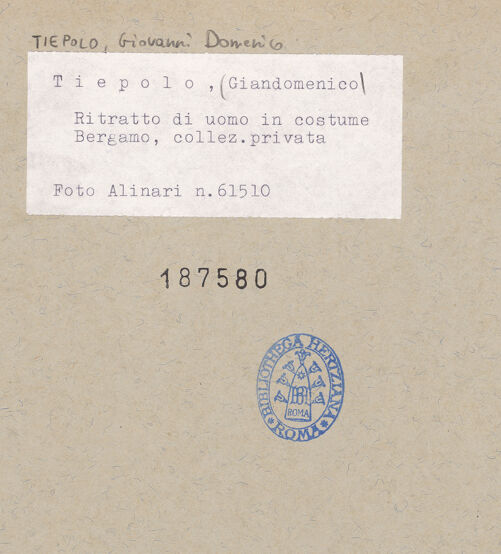 TIEPOLO, Giovanni Domenico
Tiepolo, (Giandomenico)
Ritratto di uomo in costume
Bergamo, collez.privata
Foto Alinari n.61510
187580
*BIBLIOTHECA HERTZIANA*
ROMA
ROMA